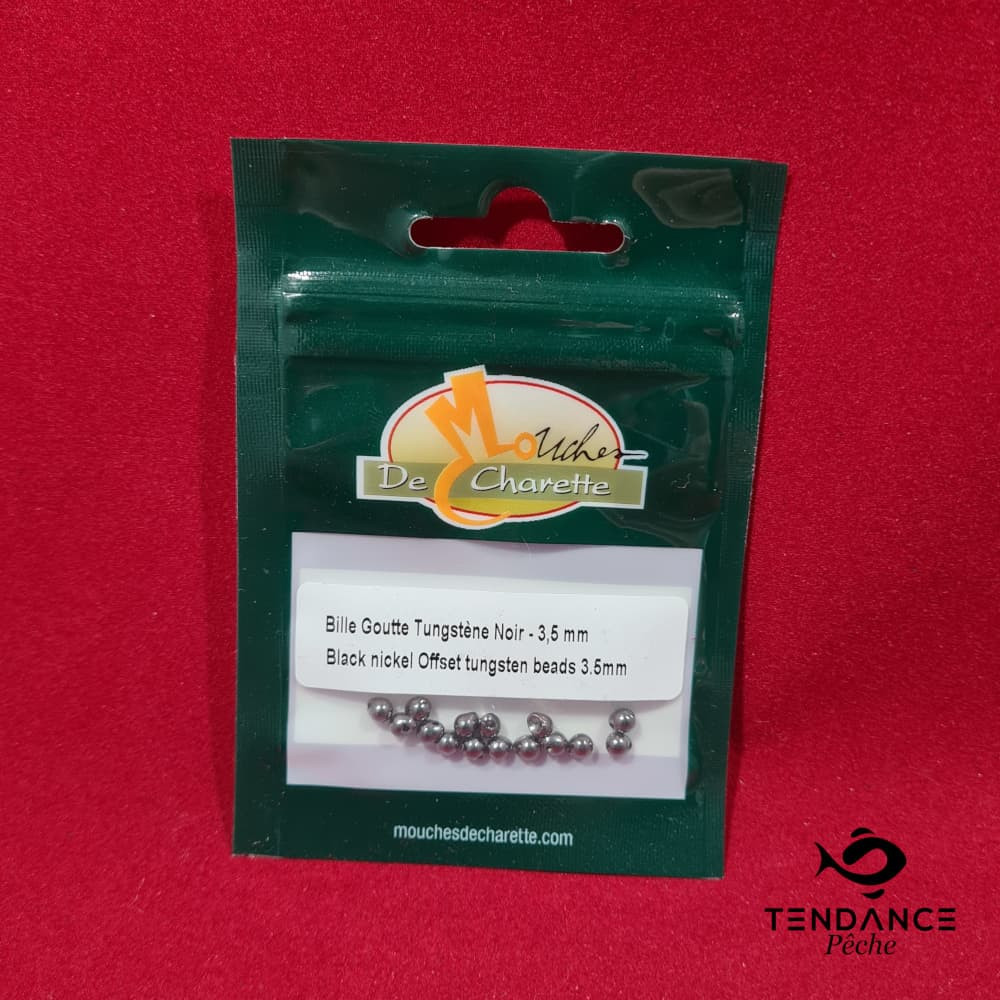 Mouches
De Charette
Bille Goutte Tungstène Noir - 3,5 mm
Black nickel Offset tungsten beads 3.5mm
mouchesdecharette.com
TENDANCE
Pêche